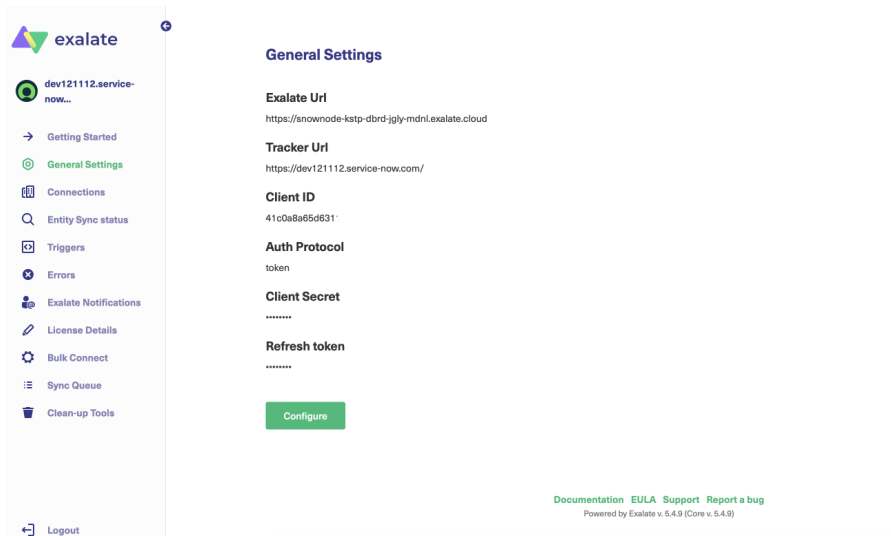 exalate
dev121112.service-
now...
Getting Started
General Settings
Connections
Entity Sync status
Triggers
Errors
Exalate Notifications
License Details
Bulk Connect
Sync Queue
Clean-up Tools
Logout
General Settings
Exalate Url
https://snownode-kstp-dbrd-jgly-mdnl.exalate.cloud
Tracker Url
https://dev121112.service-now.com/
Client ID
41c0a8a65d631
Auth Protocol
token
Client Secret
••••••••
Refresh token
••••••••
Configure
Documentation EULA Support Report a bug
Powered by Exalate v. 5.4.9 (Core v. 5.4.9)